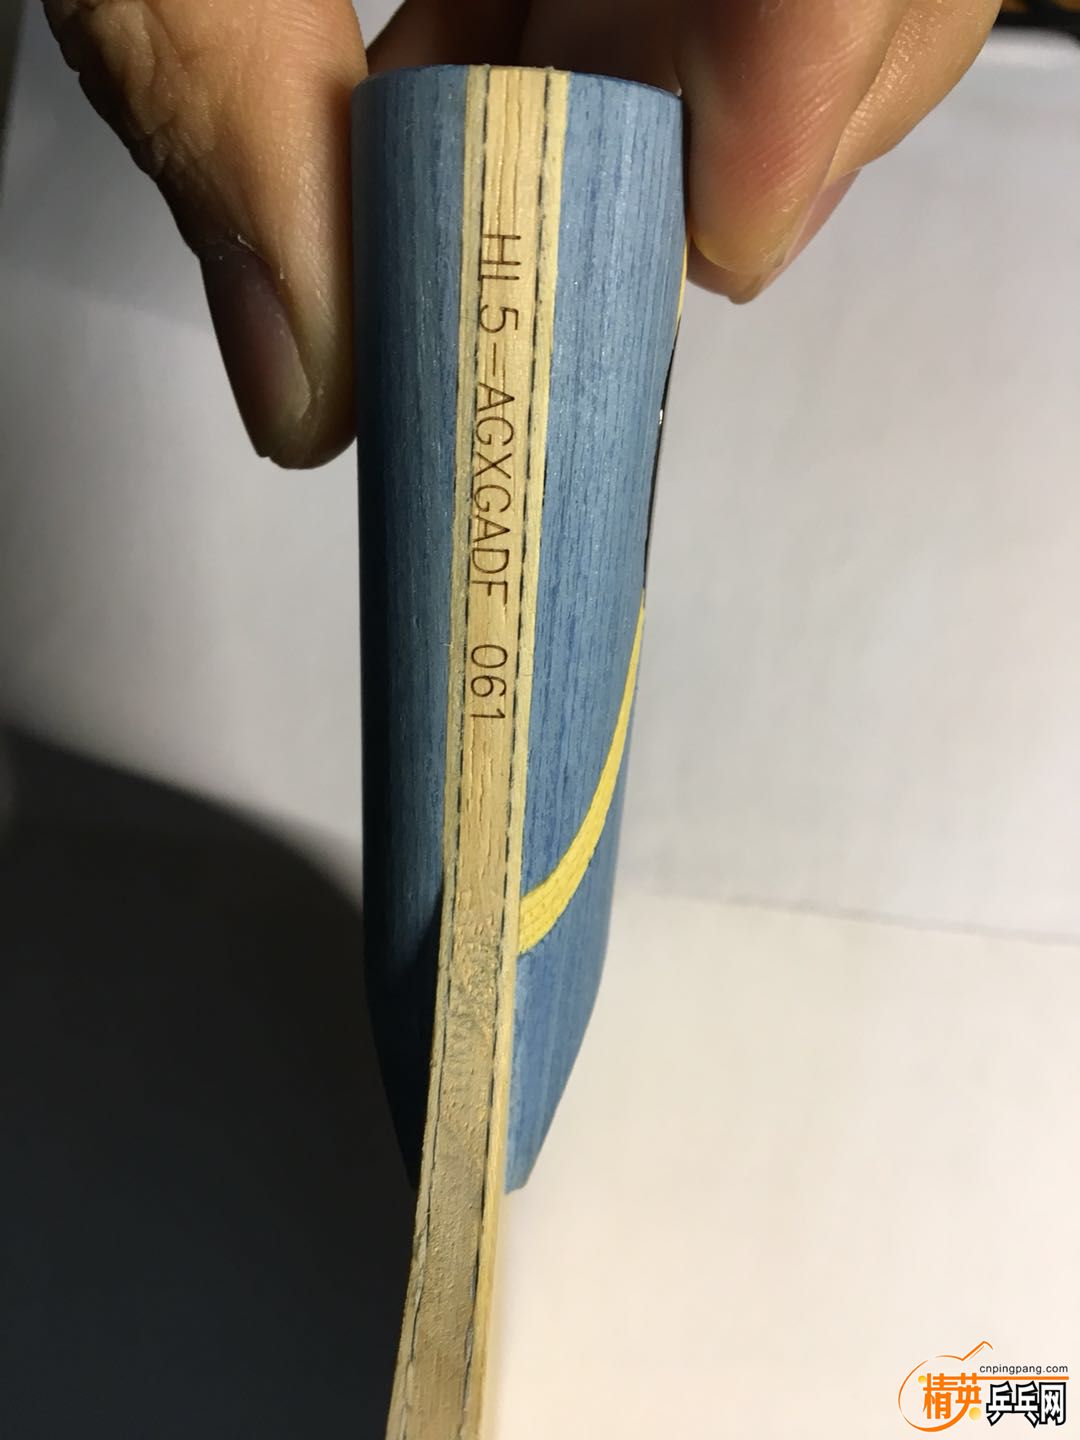 HL5-AGXGADF 061
cnpingpang.com
精英乒乓网